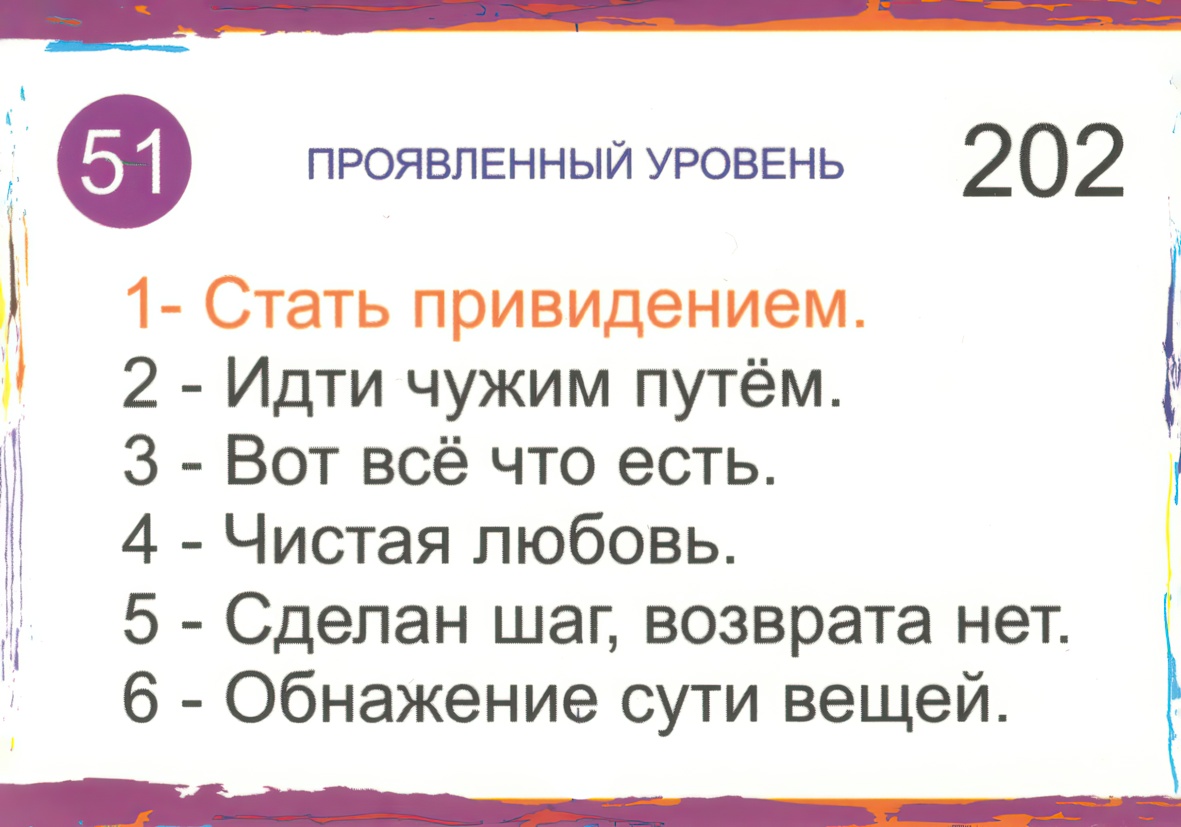 51 ПРОЯВЛЕННЫЙ УРОВЕНЬ 202
1- Стать привидением.
2 - Идти чужим путём.
3 - Вот всё что есть.
4 - Чистая любовь.
5 - Сделан шаг, возврата нет.
6 - Обнажение сути вещей.